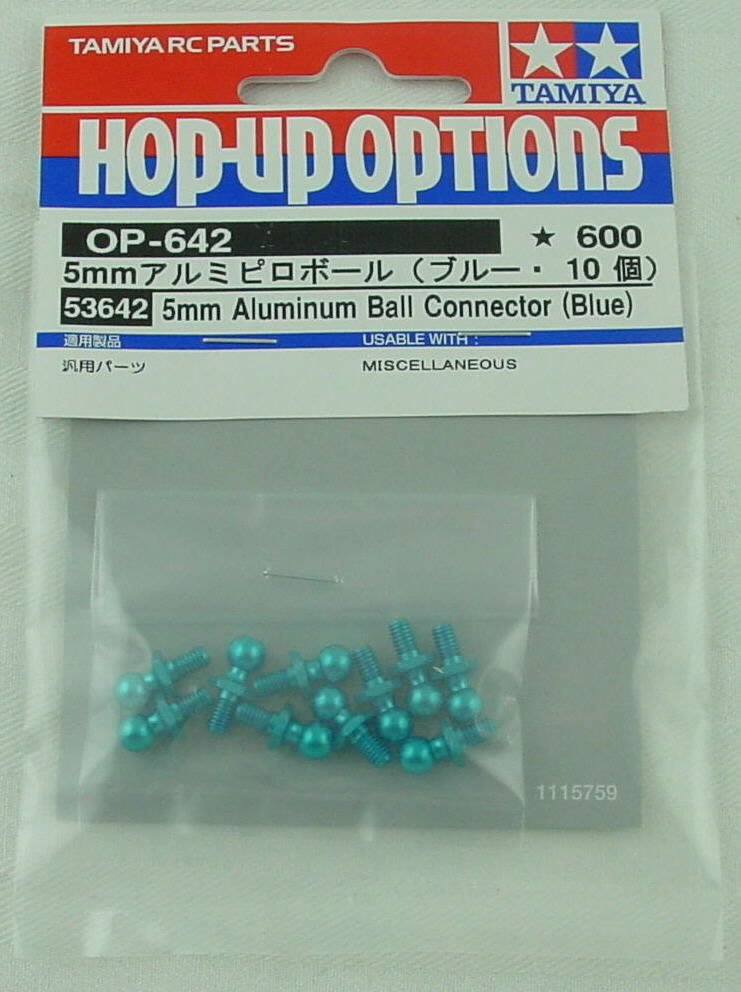 TAMIYA RC PARTS
TAMIYA
HOP-UP OPTIONS
OP-642 ★ 600
5mmアルミピロボール（ブルー・10個）
53642 5mm Aluminum Ball Connector (Blue)
適用製品 USABLE WITH :
汎用パーツ MISCELLANEOUS
1115759